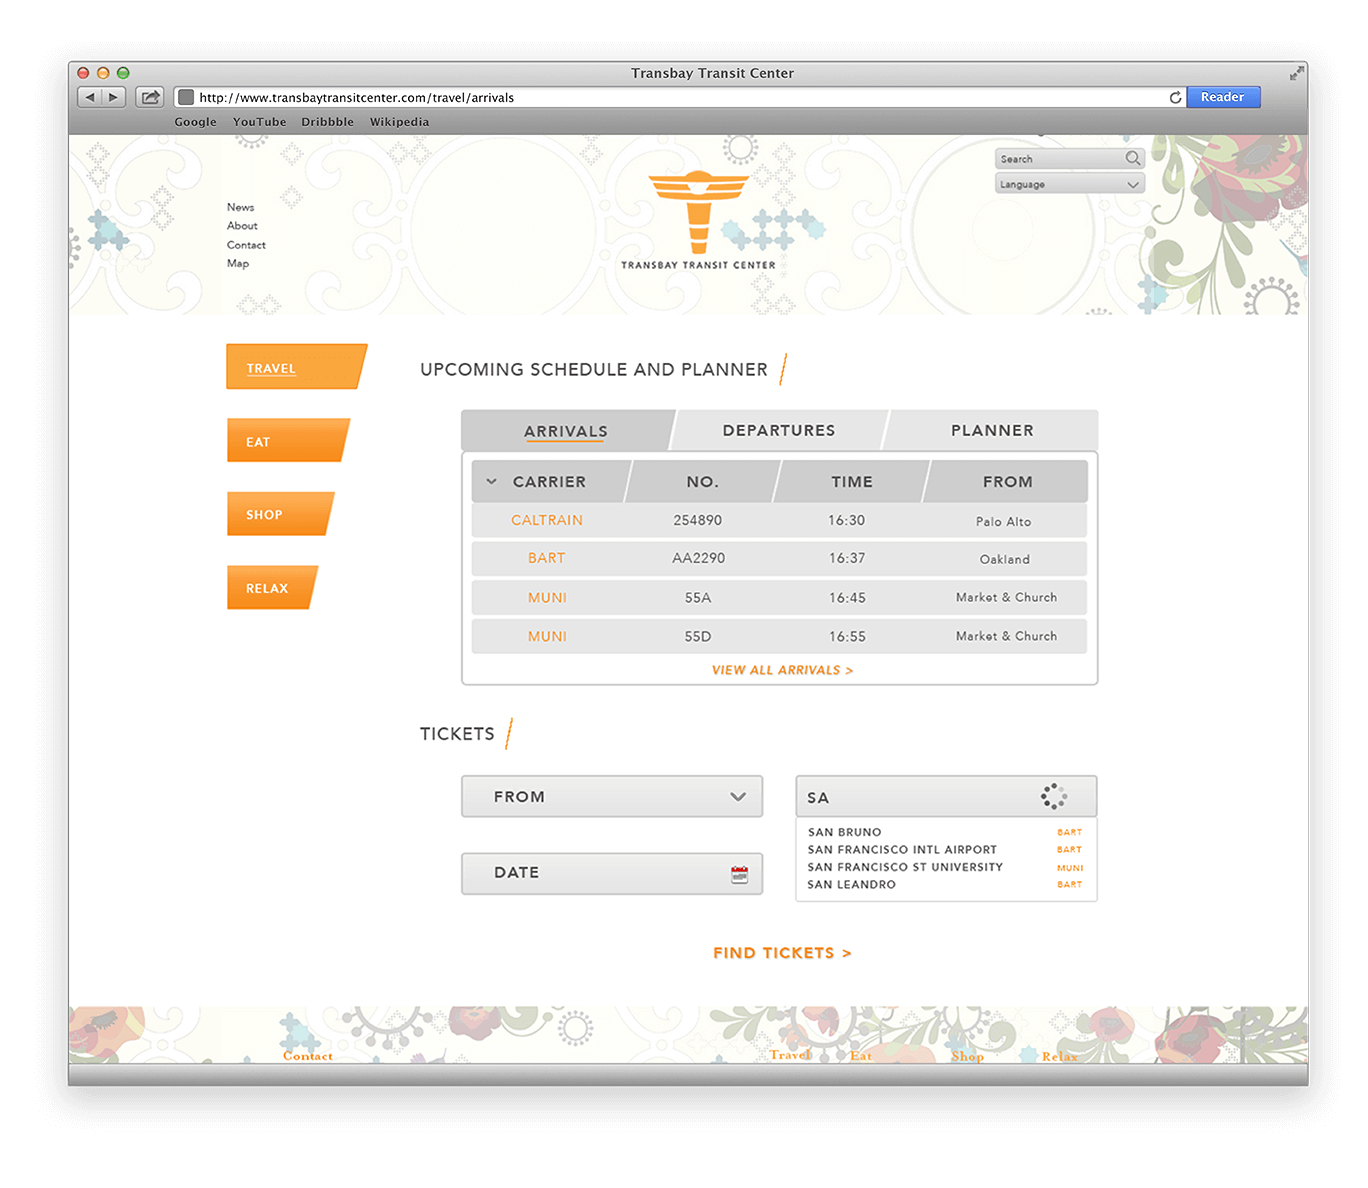 Transbay Transit Center
http://www.transbaytransitcenter.com/travel/arrivals
Reader
Google YouTube Dribbble Wikipedia
Search
Language
News
About
Contact
Map
TRANSBAY TRANSIT CENTER
TRAVEL
EAT
SHOP
RELAX
UPCOMING SCHEDULE AND PLANNER
ARRIVALS DEPARTURES PLANNER
CARRIER NO. TIME FROM
CALTRAIN 254890 16:30 Palo Alto
BART AA2290 16:37 Oakland
MUNI 55A 16:45 Market & Church
MUNI 55D 16:55 Market & Church
VIEW ALL ARRIVALS >
TICKETS
FROM
DATE
SA
SAN BRUNO BART
SAN FRANCISCO INTL AIRPORT BART
SAN FRANCISCO ST UNIVERSITY MUNI
SAN LEANDRO BART
FIND TICKETS >
Contact Travel Eat Shop Relax